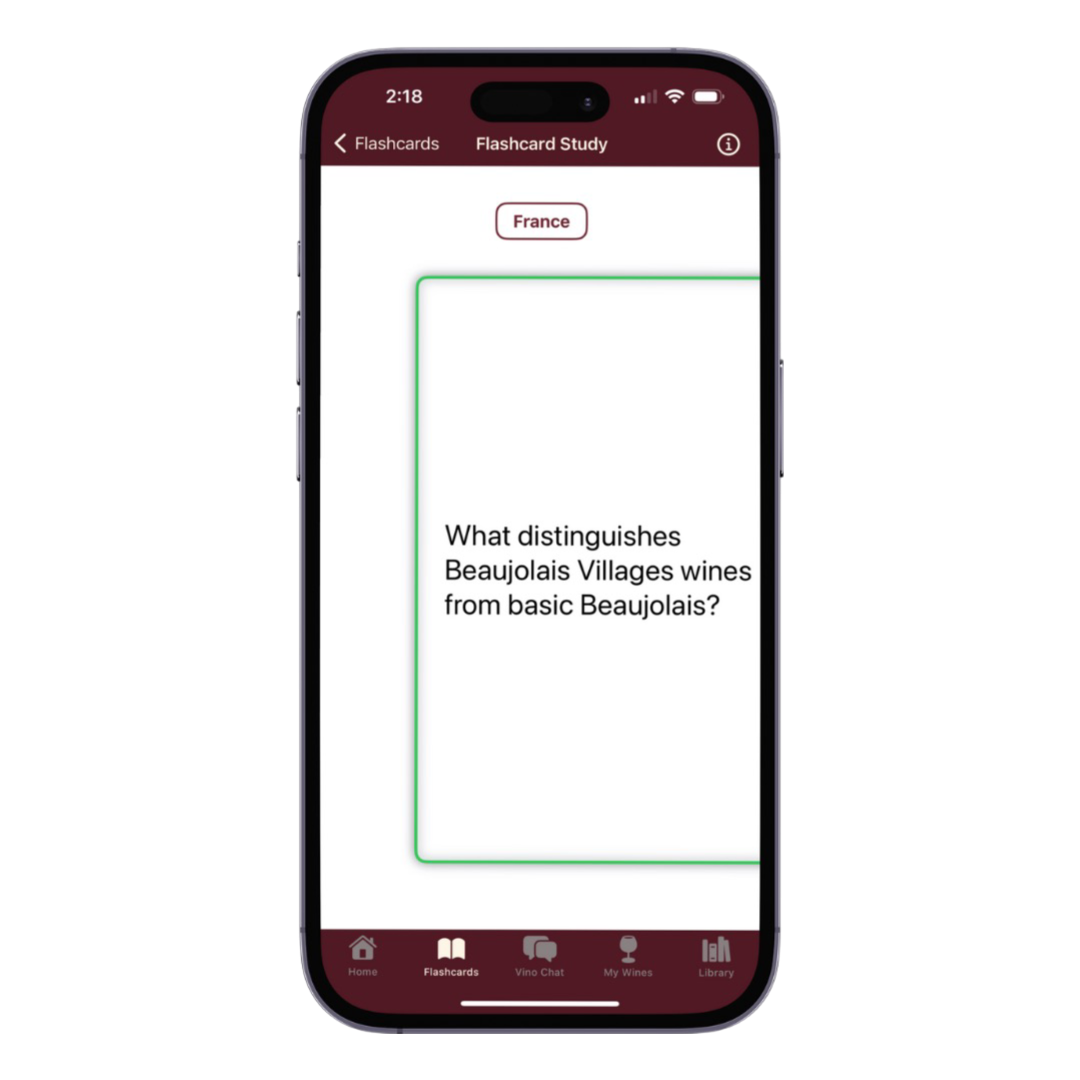 2:18
Flashcards
Flashcard Study
France
What distinguishes
Beaujolais Villages wines
from basic Beaujolais?
Home
Flashcards
Vino Chat
My Wines
Library